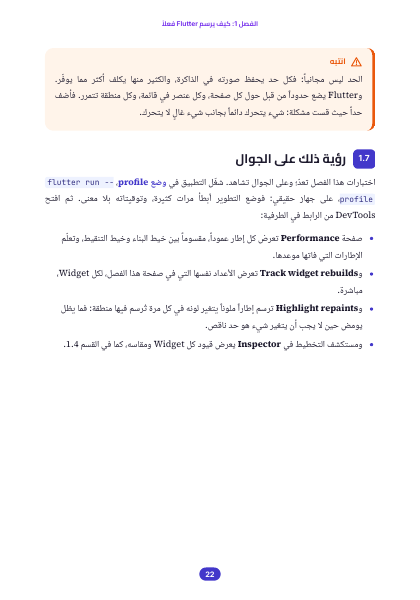 الفصل 1: كيف يرسم Flutter فعلاً
انتبه
الحد ليس مجانياً: فكل حد يحفظ صورته في الذاكرة، والكثير منها يكلف أكثر مما يوفّر.
وFlutter يضع حدوداً من قبل حول كل صفحة، وكل عنصر في قائمة، وكل منطقة تتمرر. فأضف
حداً حيث قست مشكلة: شيء يتحرك دائماً بجانب شيء غالٍ لا يتحرك.
1.7 رؤية ذلك على الجوال
اختبارات هذا الفصل تعدّ؛ وعلى الجوال تشاهد. شغّل التطبيق في وضع profile، flutter run --
profile، على جهاز حقيقي: فوضع التطوير أبطأ مرات كثيرة، وتوقيتاته بلا معنى. ثم افتح
DevTools من الرابط في الطرفية:
• صفحة Performance تعرض كل إطار عموداً، مقسوماً بين خيط البناء وخيط التنقيط، وتعلّم
الإطارات التي فاتها موعدها.
• وTrack widget rebuilds تعرض الأعداد نفسها التي في صفحة هذا الفصل، لكل Widget،
مباشرة.
• وHighlight repaints ترسم إطاراً ملوناً يتغير لونه في كل مرة تُرسم فيها منطقة: فما يظل
يومض حين لا يجب أن يتغير شيء هو حد ناقص.
• ومستكشف التخطيط في Inspector يعرض قيود كل Widget ومقاسه، كما في القسم 1.4.
22